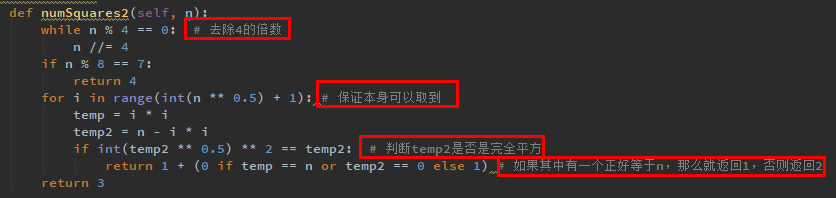 def numSquares2(self, n):
    while n % 4 == 0:  # 去除4的倍数
        n //= 4
    if n % 8 == 7:
        return 4
    for i in range(int(n ** 0.5) + 1): # 保证本身可以取到
        temp = i * i
        temp2 = n - i * i
        if int(temp2 ** 0.5) ** 2 == temp2:  # 判断temp2是否是完全平方
            return 1 + (0 if temp == n or temp2 == 0 else 1) # 如果其中有一个正好等于n，那么就返回1，否则返回2
    return 3